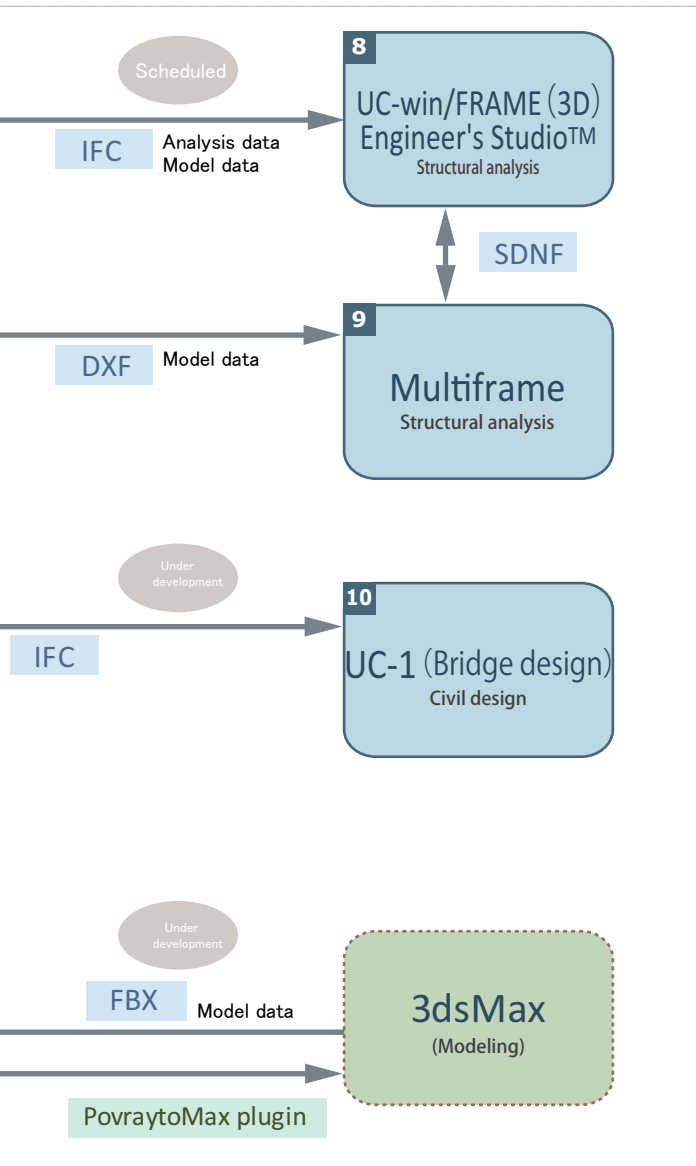 Scheduled
8
UC-win/FRAME（3D）
Engineer's Studio™
Structural analysis
IFC
Analysis data
Model data
SDNF
9
Multiframe
Structural analysis
DXF
Model data
Under
development
10
UC-1（Bridge design）
Civil design
IFC
Under
development
FBX
Model data
3dsMax
(Modeling)
PovraytoMax plugin